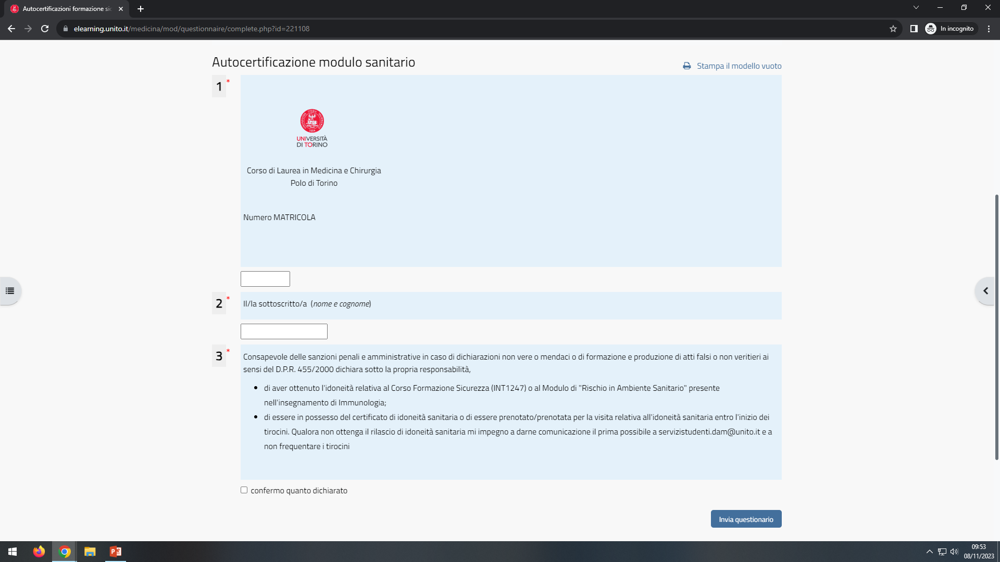 Autocertificazioni formazione sic
elearning.unito.it/medicina/mod/questionnaire/complete.php?id=221108
In incognito
Autocertificazione modulo sanitario
Stampa il modello vuoto
1 *
UNIVERSITÀ
DI TORINO
Corso di Laurea in Medicina e Chirurgia
Polo di Torino
Numero MATRICOLA
2 *
Il/la sottoscritto/a (nome e cognome)
3 *
Consapevole delle sanzioni penali e amministrative in caso di dichiarazioni non vere o mendaci o di formazione e produzione di atti falsi o non veritieri ai
sensi del D.P.R. 455/2000 dichiara sotto la propria responsabilità,
• di aver ottenuto l'idoneità relativa al Corso Formazione Sicurezza (INT1247) o al Modulo di "Rischio in Ambiente Sanitario" presente
nell'insegnamento di Immunologia;
• di essere in possesso del certificato di idoneità sanitaria o di essere prenotato/prenotata per la visita relativa all'idoneità sanitaria entro l'inizio dei
tirocini. Qualora non ottenga il rilascio di idoneità sanitaria mi impegno a darne comunicazione il prima possibile a servizistudenti.dam@unito.it e a
non frequentare i tirocini
confermo quanto dichiarato
Invia questionario
09:53
08/11/2023